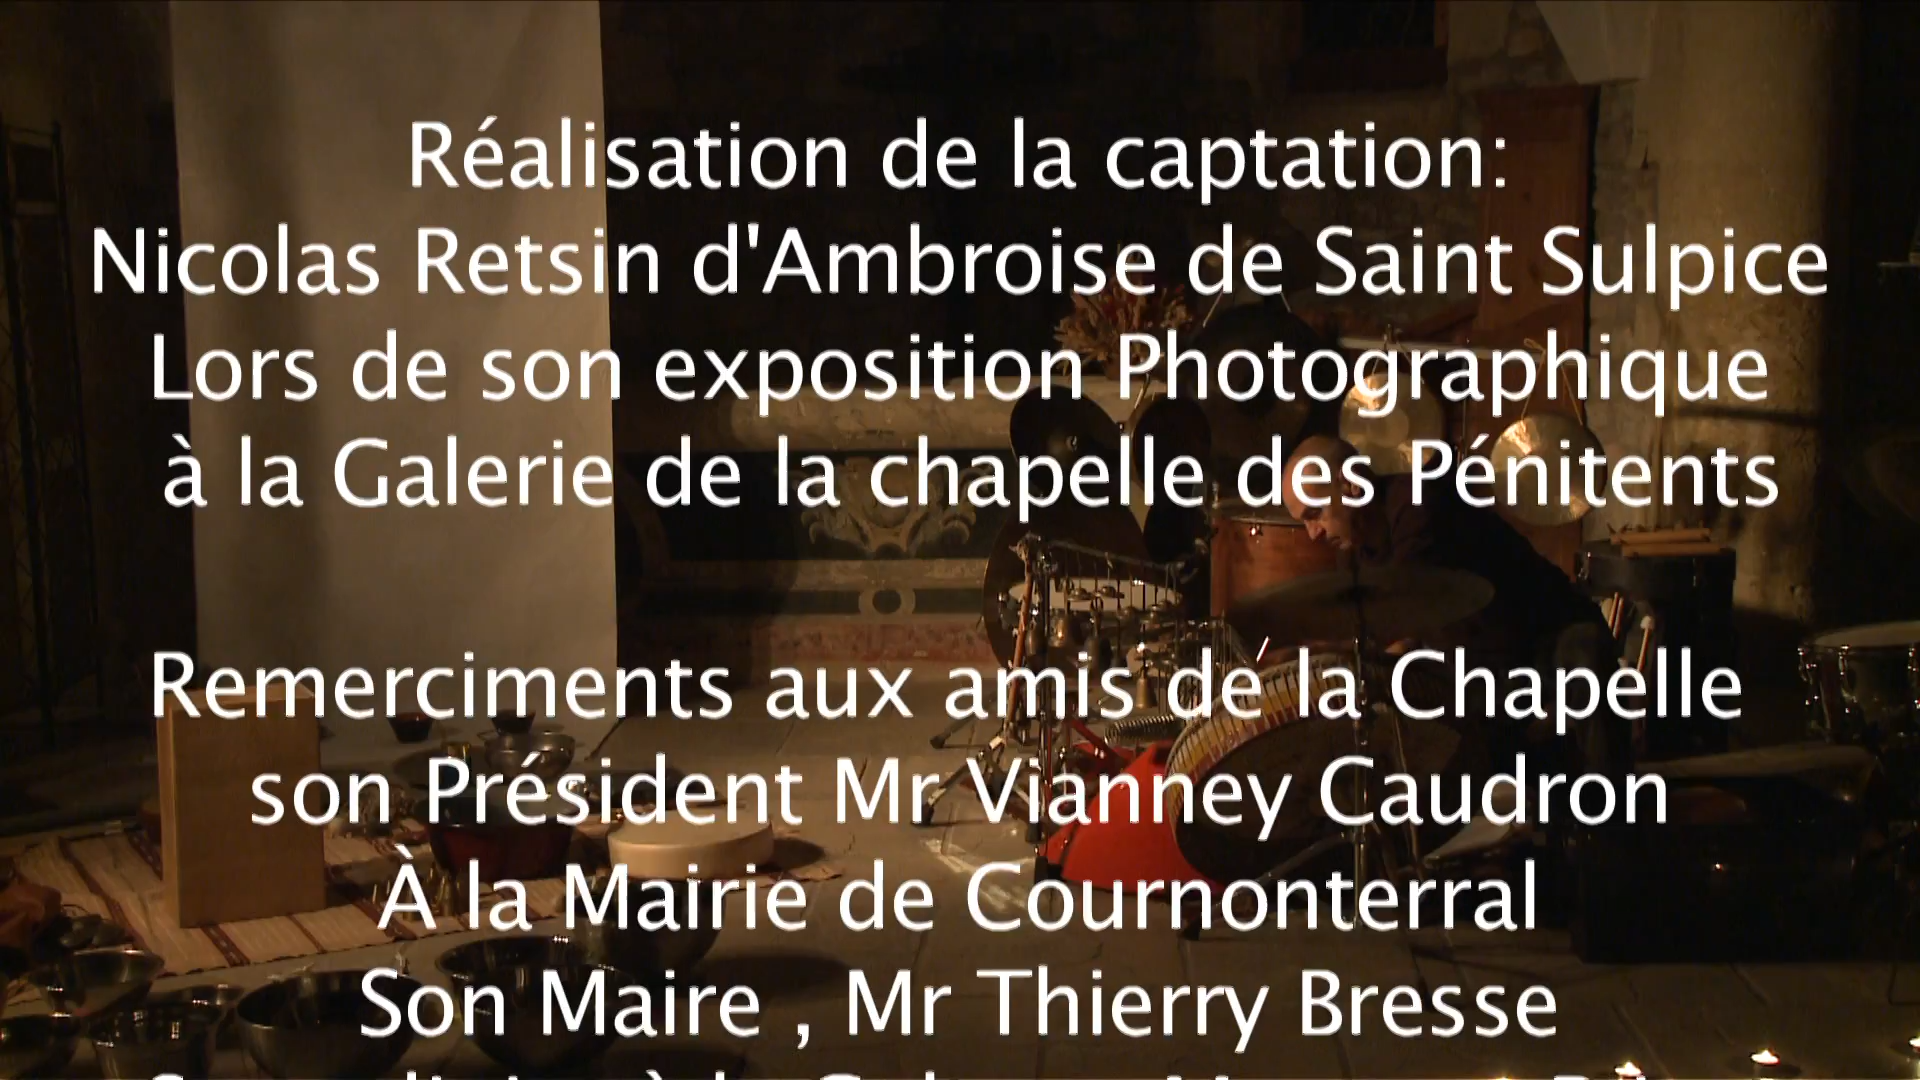 Réalisation de la captation:
Nicolas Retsin d'Ambroise de Saint Sulpice
Lors de son exposition Photographique
à la Galerie de la chapelle des Pénitents
Remerciments aux amis de la Chapelle
son Président Mr Vianney Caudron
À la Mairie de Cournonterral
Son Maire , Mr Thierry Bresse